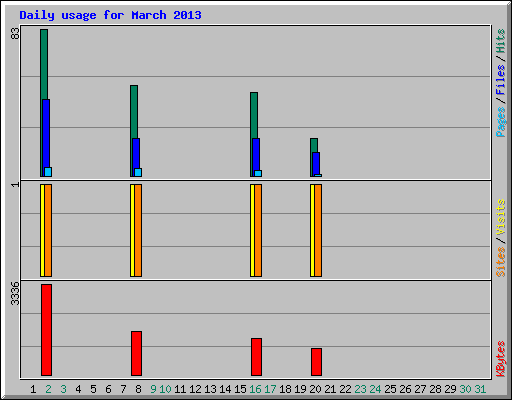 Daily usage for March 2013
83
1
3336
Pages/Files/Hits
Sites/Visits
KBytes
1 2 3 4 5 6 7 8 9 10 11 12 13 14 15 16 17 18 19 20 21 22 23 24 25 26 27 28 29 30 31